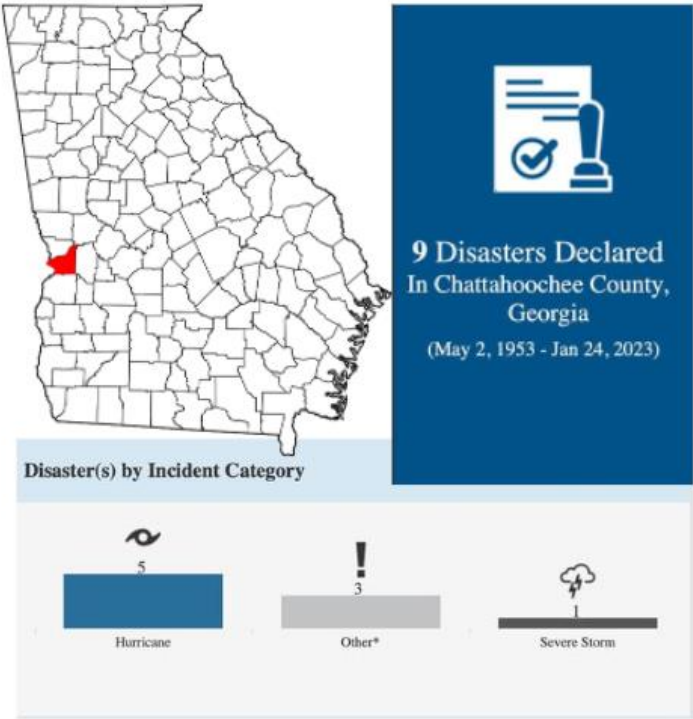 9 Disasters Declared
In Chattahoochee County,
Georgia
(May 2, 1953 - Jan 24, 2023)
Disaster(s) by Incident Category
5
Hurricane
3
Other*
1
Severe Storm